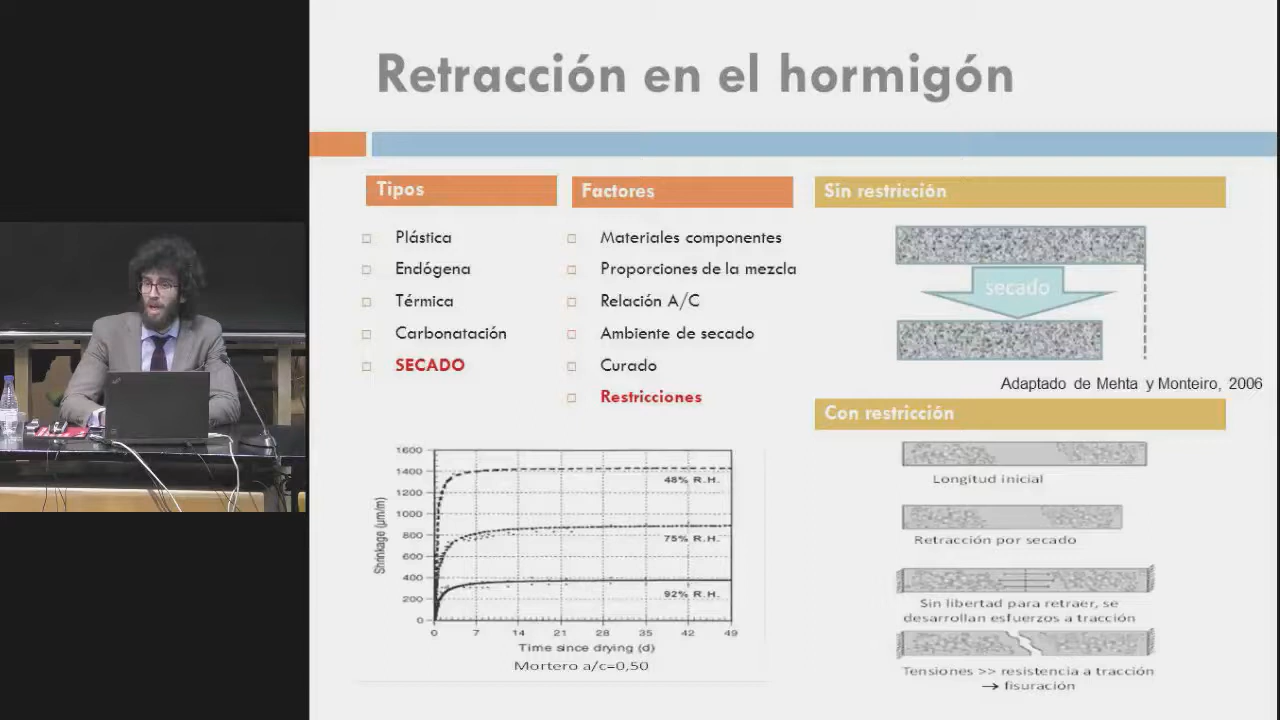 Retracción en el hormigón
Tipos
Plástica
Endógena
Térmica
Carbonatación
SECADO
Factores
Materiales componentes
Proporciones de la mezcla
Relación A/C
Ambiente de secado
Curado
Restricciones
Sin restricción
secado
Adaptado de Mehta y Monteiro, 2006
Con restricción
Longitud inicial
Retracción por secado
Sin libertad para retraer, se
desarrollan esfuerzos a tracción
Tensiones >> resistencia a tracción
→ fisuración
Shrinkage (μm/m)
1600
1400
1200
1000
800
600
400
200
0
48% R.H.
75% R.H.
92% R.H.
0 7 14 21 28 35 42 49
Time since drying (d)
Mortero a/c=0,50